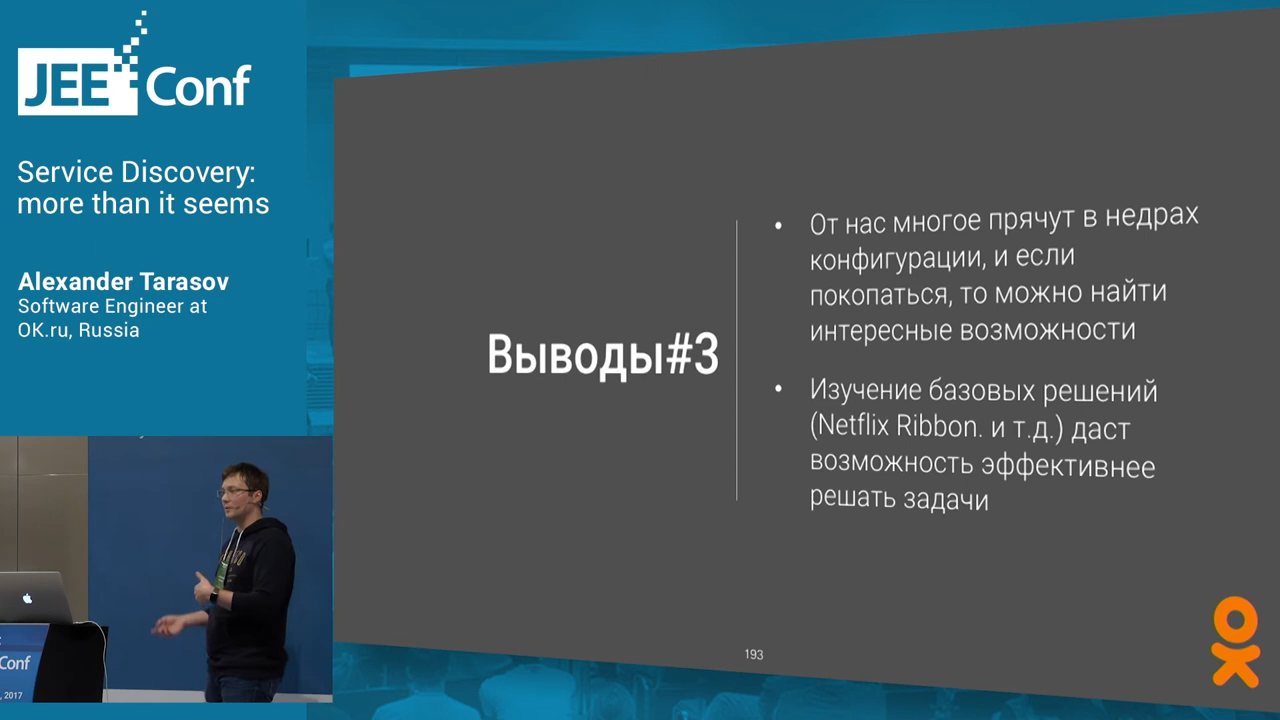 JEE Conf
Service Discovery:
more than it seems
Alexander Tarasov
Software Engineer at
OK.ru, Russia
Выводы#3
• От нас многое прячут в недрах
конфигурации, и если
покопаться, то можно найти
интересные возможности
• Изучение базовых решений
(Netflix Ribbon. и т.д.) даст
возможность эффективнее
решать задачи
193
Conf
, 2017